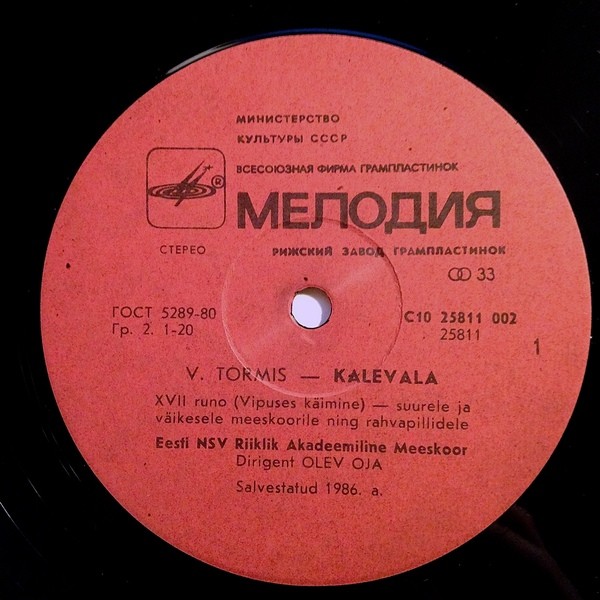 МИНИСТЕРСТВО
КУЛЬТУРЫ СССР
ВСЕСОЮЗНАЯ ФИРМА ГРАМПЛАСТИНОК
®
МЕЛОДИЯ
СТЕРЕО
РИЖСКИЙ ЗАВОД ГРАМПЛАСТИНОК
33
ГОСТ 5289-80
Гр. 2. 1-20
С10 25811 002
25811
1
V. TORMIS — KALEVALA
XVII runo (Vipuses käimine) — suurele ja
väikesele meeskoorile ning rahvapillidele
Eesti NSV Riiklik Akadeemiline Meeskoor
Dirigent OLEV OJA
Salvestatud 1986. a.